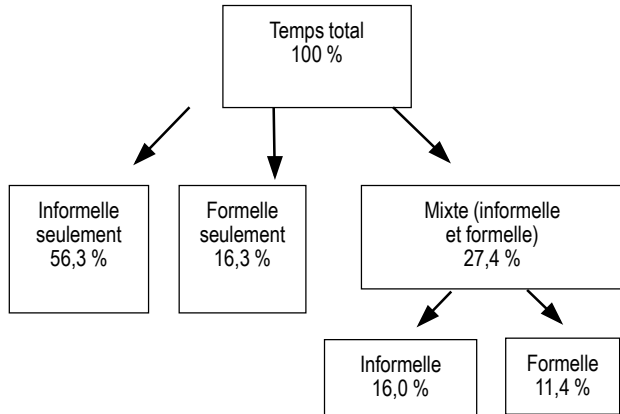 Temps total
100 %
Informelle
seulement
56,3 %
Formelle
seulement
16,3 %
Mixte (informelle
et formelle)
27,4 %
Informelle
16,0 %
Formelle
11,4 %